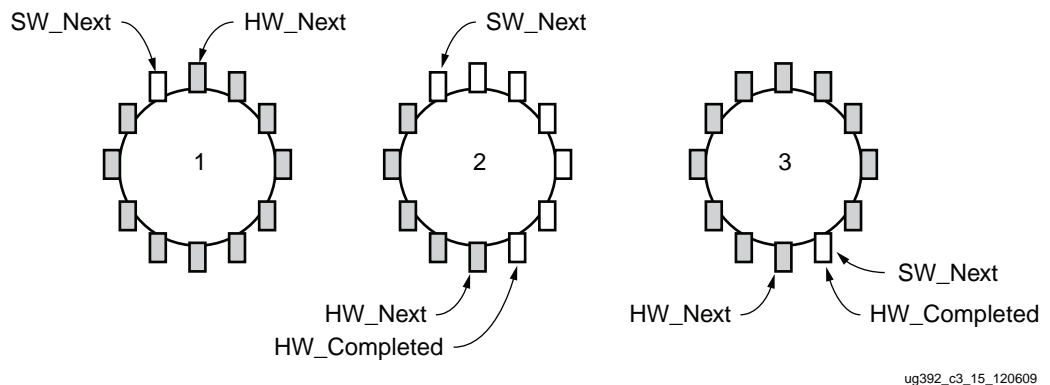 SW_Next
HW_Next
SW_Next
1
2
3
HW_Next
HW_Completed
SW_Next
HW_Next
HW_Completed
ug392_c3_15_120609